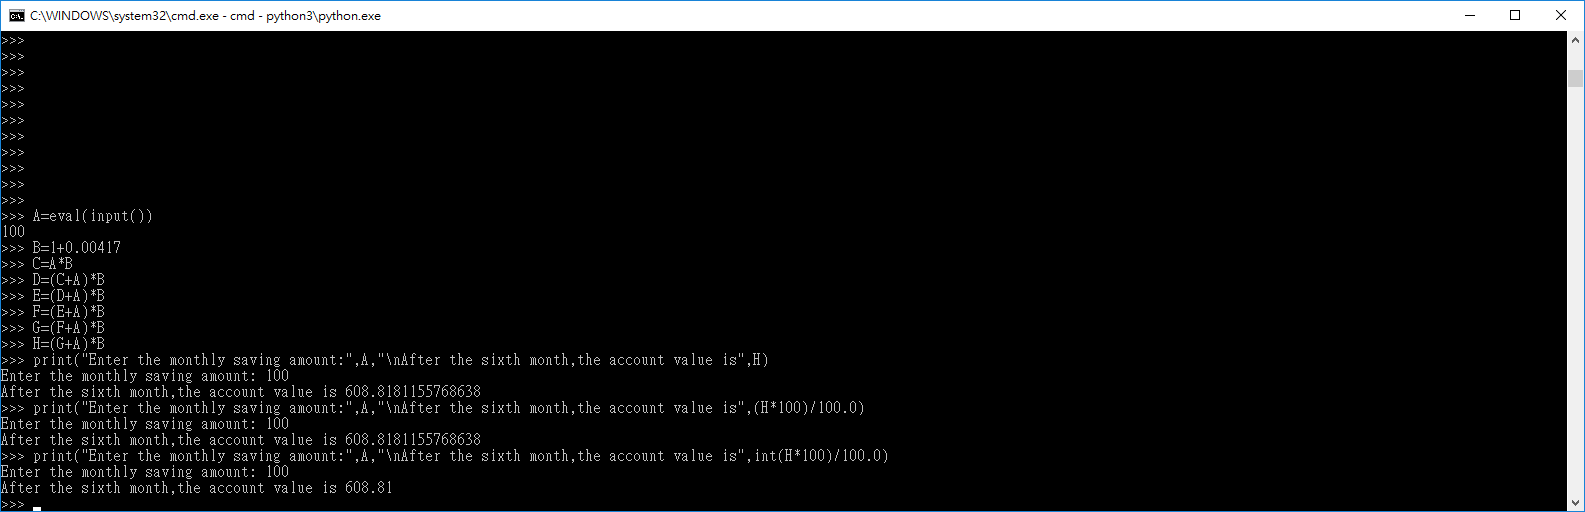 C:\WINDOWS\system32\cmd.exe - cmd - python3\python.exe
>>>
>>>
>>>
>>>
>>>
>>>
>>>
>>>
>>>
>>>
>>>
>>> A=eval(input())
100
>>> B=1+0.00417
>>> C=A*B
>>> D=(C+A)*B
>>> E=(D+A)*B
>>> F=(E+A)*B
>>> G=(F+A)*B
>>> H=(G+A)*B
>>> print("Enter the monthly saving amount:",A,"\nAfter the sixth month,the account value is",H)
Enter the monthly saving amount: 100
After the sixth month,the account value is 608.8181155768638
>>> print("Enter the monthly saving amount:",A,"\nAfter the sixth month,the account value is",(H*100)/100.0)
Enter the monthly saving amount: 100
After the sixth month,the account value is 608.8181155768638
>>> print("Enter the monthly saving amount:",A,"\nAfter the sixth month,the account value is",int(H*100)/100.0)
Enter the monthly saving amount: 100
After the sixth month,the account value is 608.81
>>>